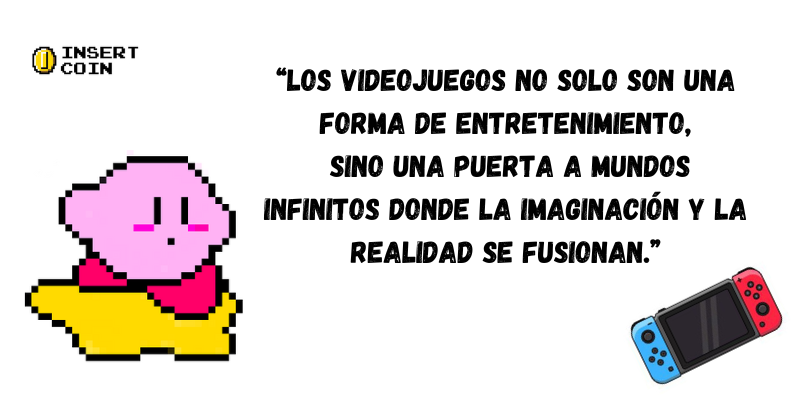 INSERT
COIN
“LOS VIDEOJUEGOS NO SOLO SON UNA
FORMA DE ENTRETENIMIENTO,
SINO UNA PUERTA A MUNDOS
INFINITOS DONDE LA IMAGINACIÓN Y LA
REALIDAD SE FUSIONAN.”